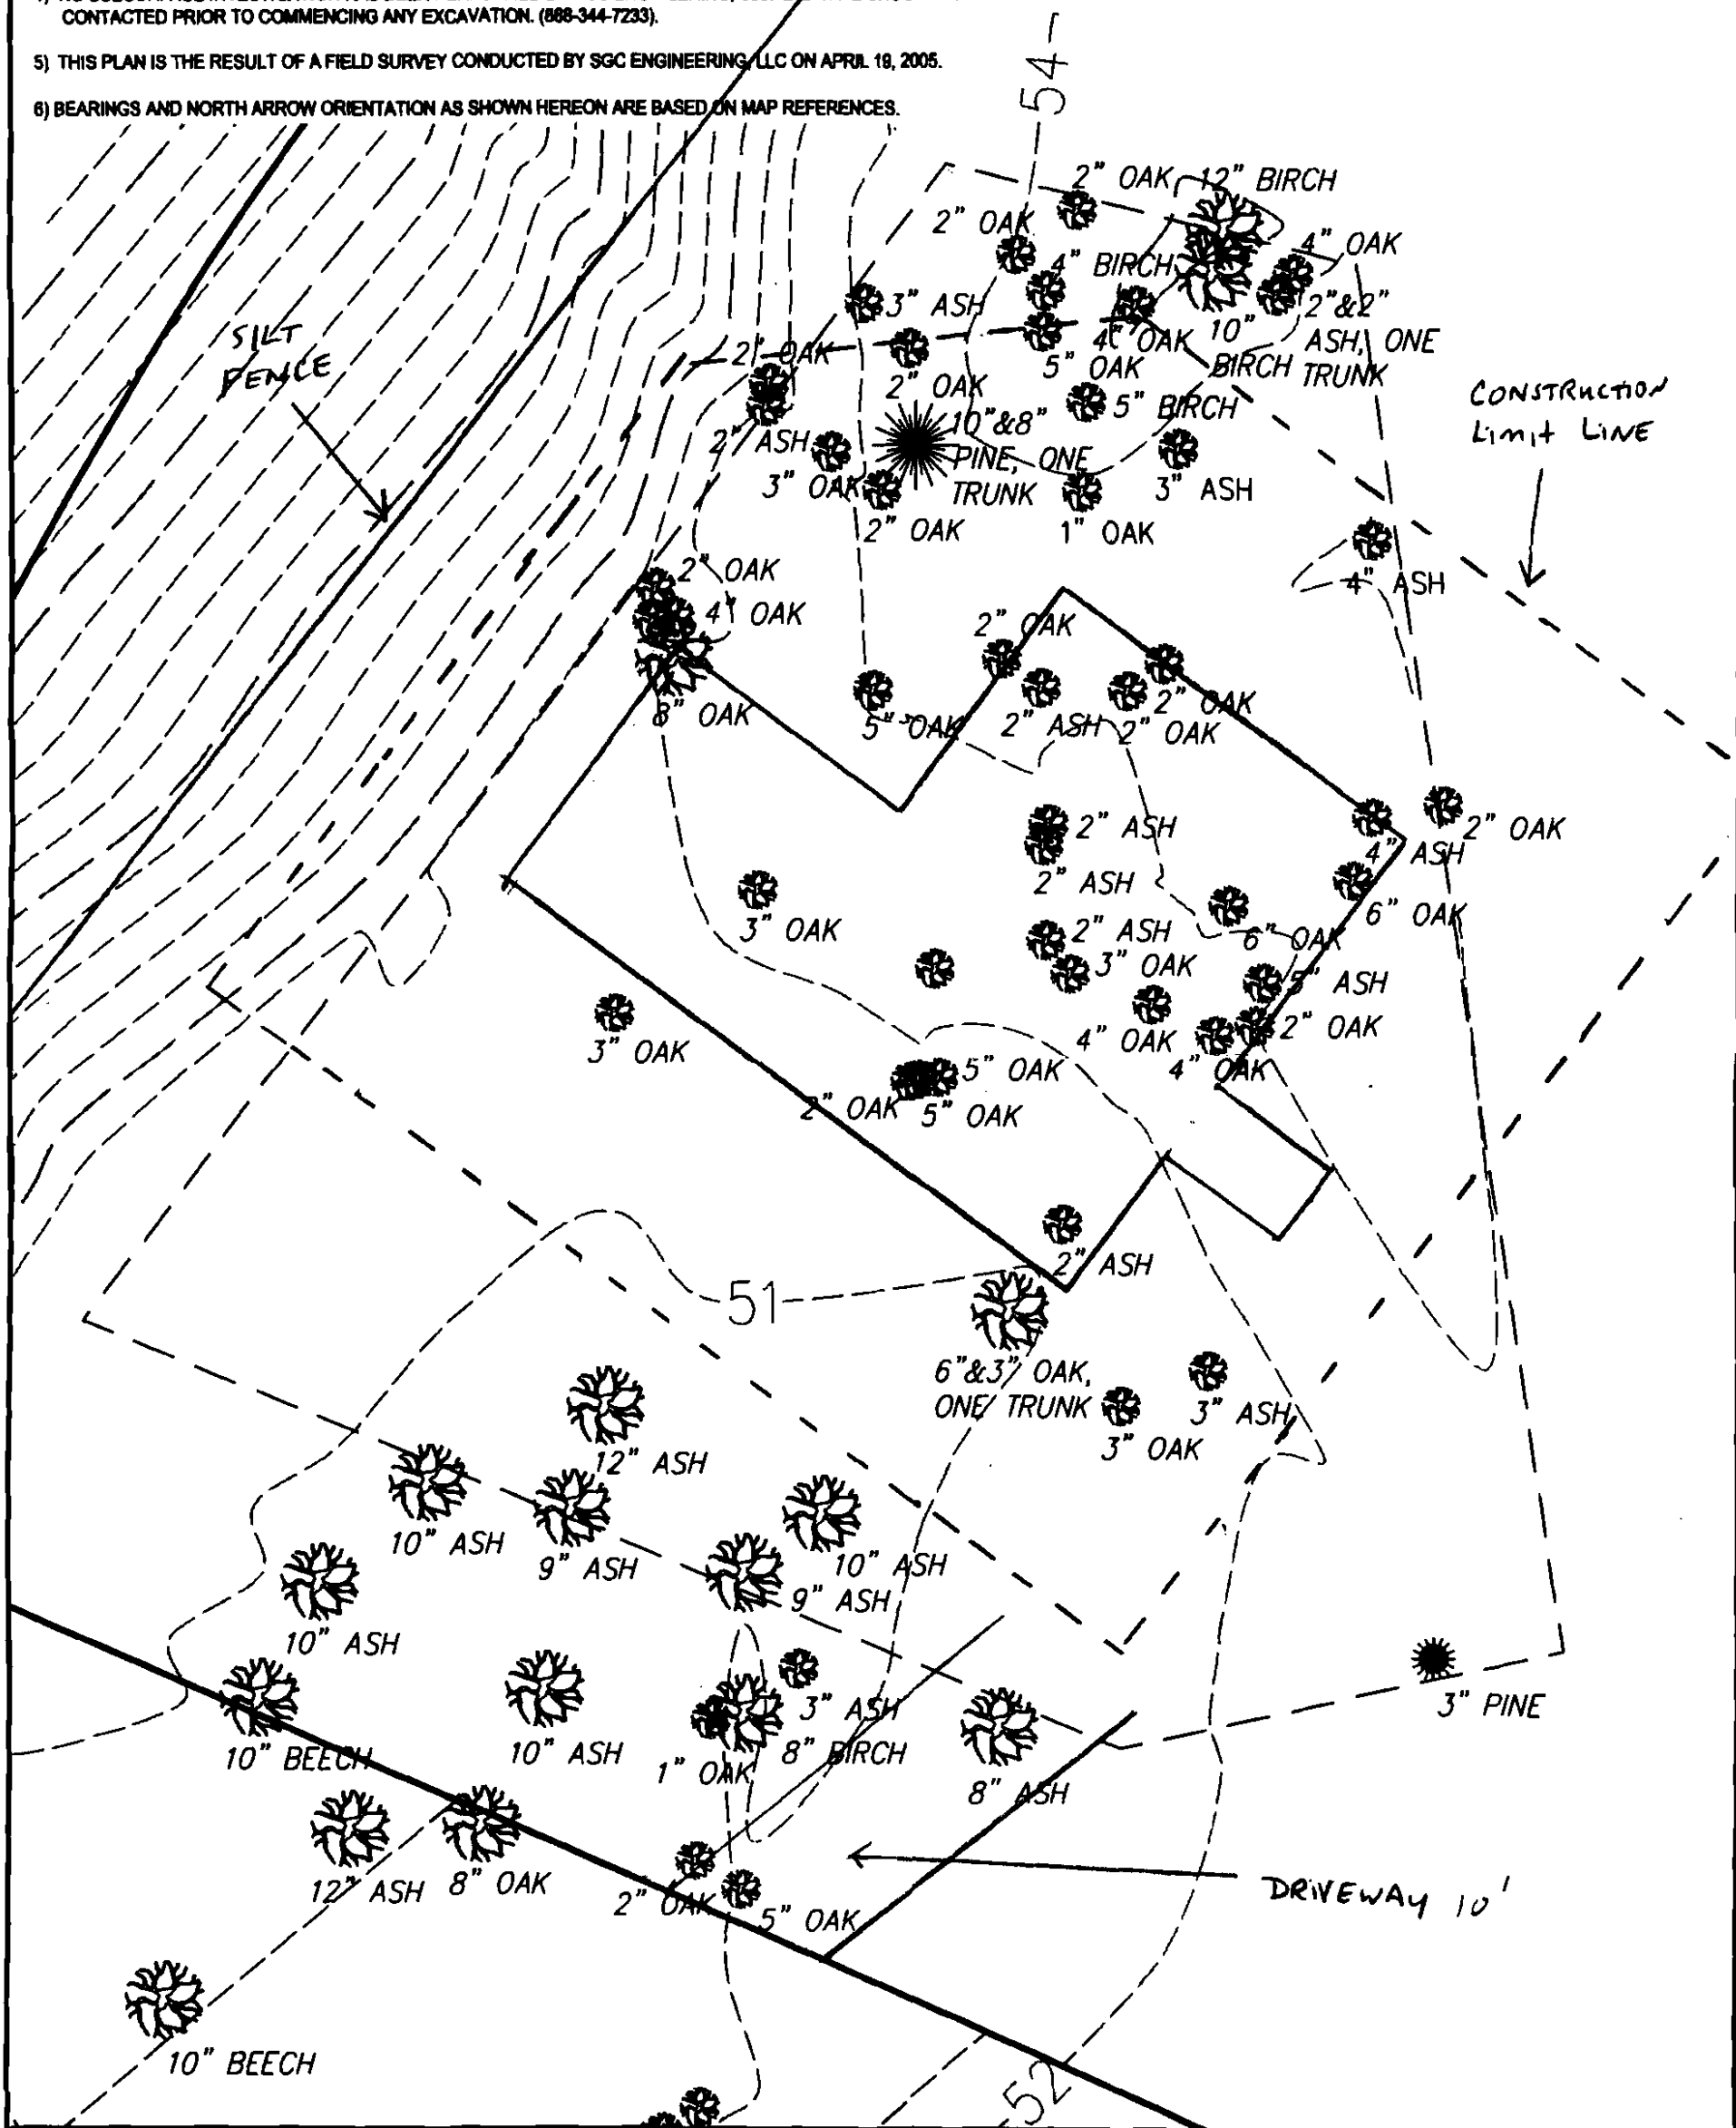 CONTACTED PRIOR TO COMMENCING ANY EXCAVATION. (888-344-7233).
5) THIS PLAN IS THE RESULT OF A FIELD SURVEY CONDUCTED BY SGC ENGINEERING, LLC ON APRIL 19, 2005.
6) BEARINGS AND NORTH ARROW ORIENTATION AS SHOWN HEREON ARE BASED ON MAP REFERENCES.
54
2" OAK
12" BIRCH
2" OAK
4" OAK
4" BIRCH
3" ASH
2"&2"
ASH, ONE
TRUNK
10"
BIRCH
4" OAK
5" OAK
SILT
FENCE
2" OAK
2" OAK
CONSTRUCTION
Limit LINE
5" BIRCH
10"&8"
PINE, ONE
TRUNK
2" ASH
3" OAK
3" ASH
2" OAK
1" OAK
2" OAK
4" ASH
4" OAK
2" OAK
8" OAK
5" OAK
2" ASH
2" OAK
2" OAK
2" ASH
2" OAK
4" ASH
2" ASH
3" OAK
6" OAK
2" ASH
6" OAK
3" OAK
5" ASH
3" OAK
4" OAK
2" OAK
5" OAK
4" OAK
2" OAK
5" OAK
2" ASH
51
6"&3" OAK,
ONE TRUNK
3" ASH
3" OAK
12" ASH
10" ASH
9" ASH
10" ASH
9" ASH
10" ASH
3" ASH
3" PINE
10" BEECH
10" ASH
1" OAK
8" BIRCH
8" ASH
12" ASH
8" OAK
2" OAK
5" OAK
DRIVEWAY 10'
10" BEECH
52